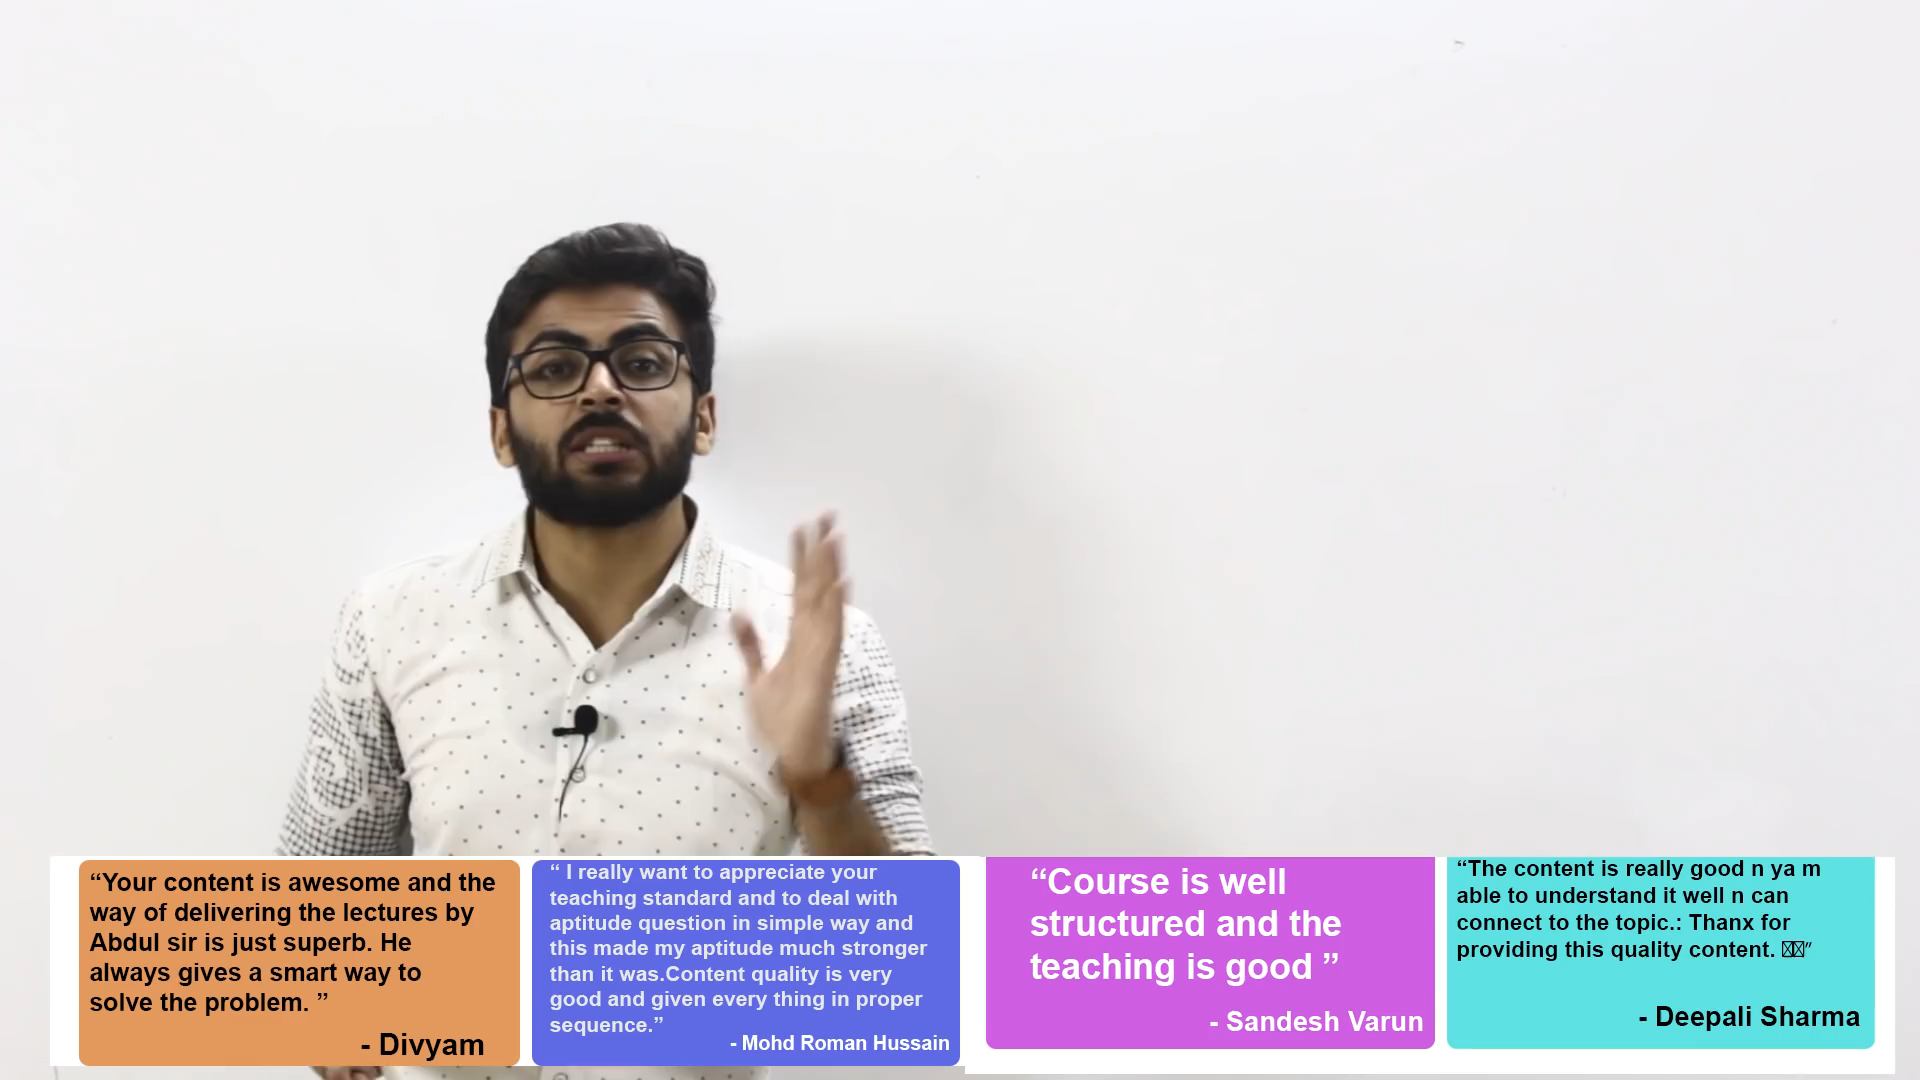 “Your content is awesome and the
way of delivering the lectures by
Abdul sir is just superb. He
always gives a smart way to
solve the problem. ”
- Divyam
“ I really want to appreciate your
teaching standard and to deal with
aptitude question in simple way and
this made my aptitude much stronger
than it was.Content quality is very
good and given every thing in proper
sequence.”
- Mohd Roman Hussain
“Course is well
structured and the
teaching is good ”
- Sandesh Varun
“The content is really good n ya m
able to understand it well n can
connect to the topic.: Thanx for
providing this quality content. ”
- Deepali Sharma